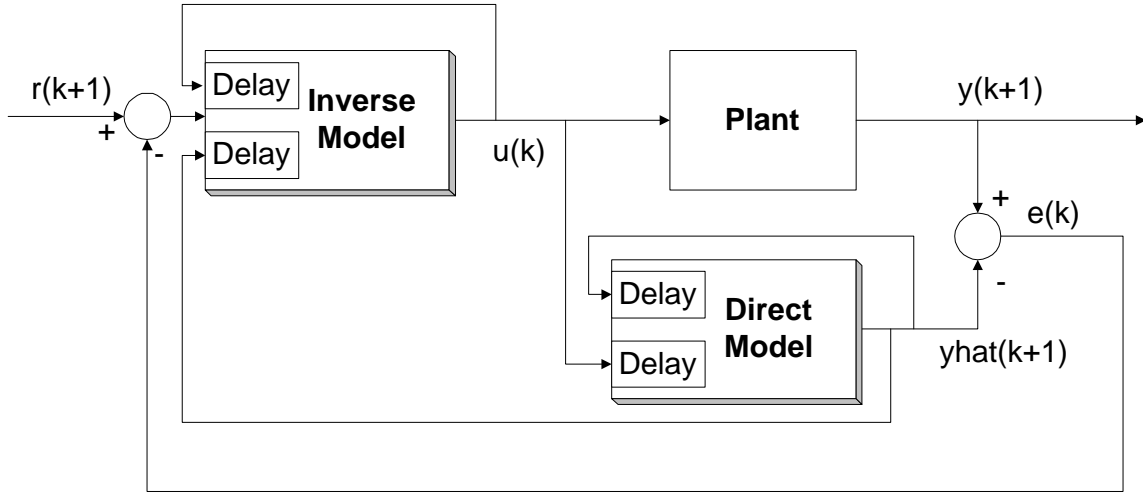 r(k+1)
+
-
Delay
Delay
Inverse
Model
u(k)
Plant
y(k+1)
+
-
e(k)
Delay
Delay
Direct
Model
yhat(k+1)